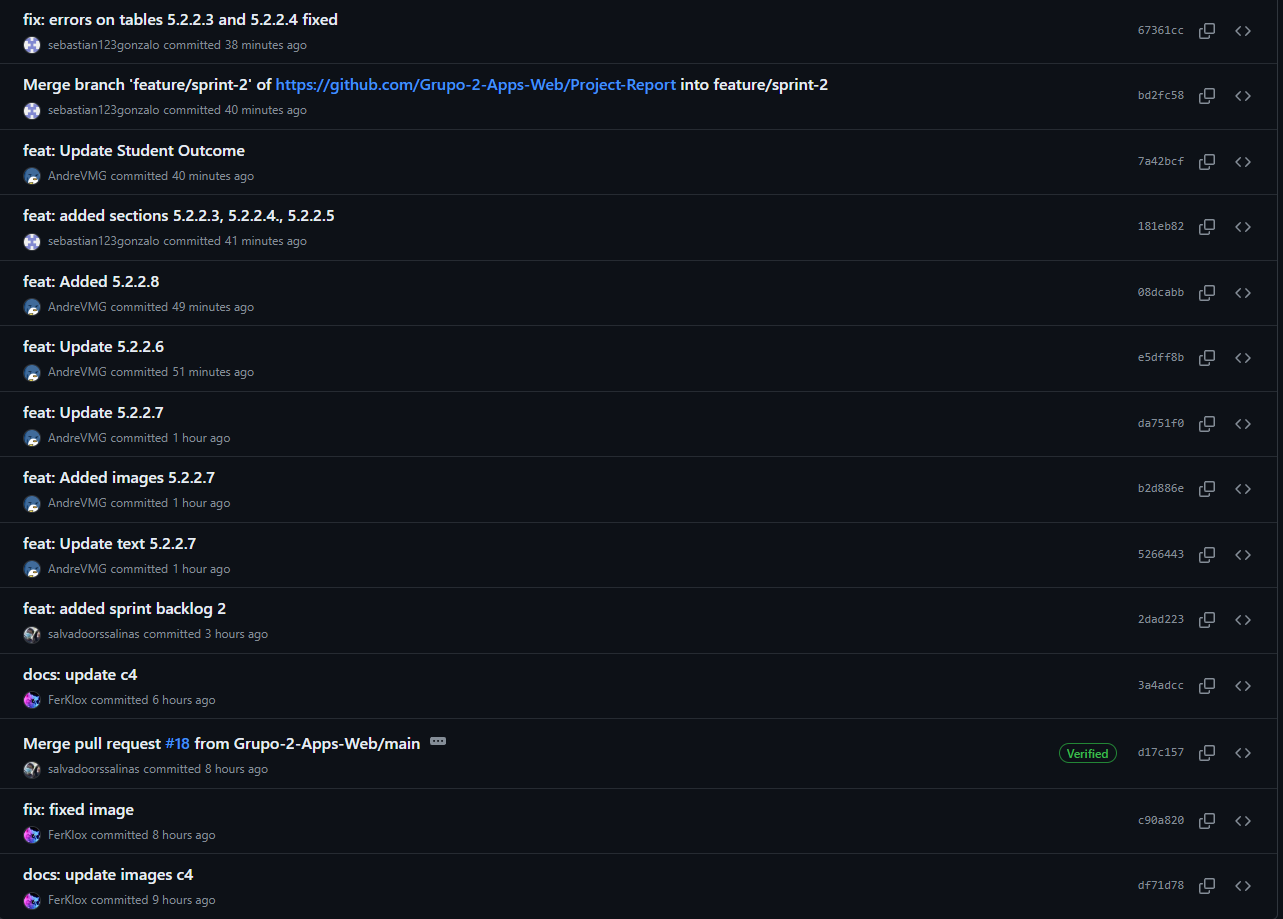 fix: errors on tables 5.2.2.3 and 5.2.2.4 fixed
sebastian123gonzalo committed 38 minutes ago
67361cc
Merge branch 'feature/sprint-2' of https://github.com/Grupo-2-Apps-Web/Project-Report into feature/sprint-2
sebastian123gonzalo committed 40 minutes ago
bd2fc58
feat: Update Student Outcome
AndreVMG committed 40 minutes ago
7a42bcf
feat: added sections 5.2.2.3, 5.2.2.4., 5.2.2.5
sebastian123gonzalo committed 41 minutes ago
181eb82
feat: Added 5.2.2.8
AndreVMG committed 49 minutes ago
08dcabb
feat: Update 5.2.2.6
AndreVMG committed 51 minutes ago
e5dff8b
feat: Update 5.2.2.7
AndreVMG committed 1 hour ago
da751f0
feat: Added images 5.2.2.7
AndreVMG committed 1 hour ago
b2d886e
feat: Update text 5.2.2.7
AndreVMG committed 1 hour ago
5266443
feat: added sprint backlog 2
salvadoorssalinas committed 3 hours ago
2dad223
docs: update c4
FerKlox committed 6 hours ago
3a4adcc
Merge pull request #18 from Grupo-2-Apps-Web/main
salvadoorssalinas committed 8 hours ago
Verified
d17c157
fix: fixed image
FerKlox committed 8 hours ago
c90a820
docs: update images c4
FerKlox committed 9 hours ago
df71d78